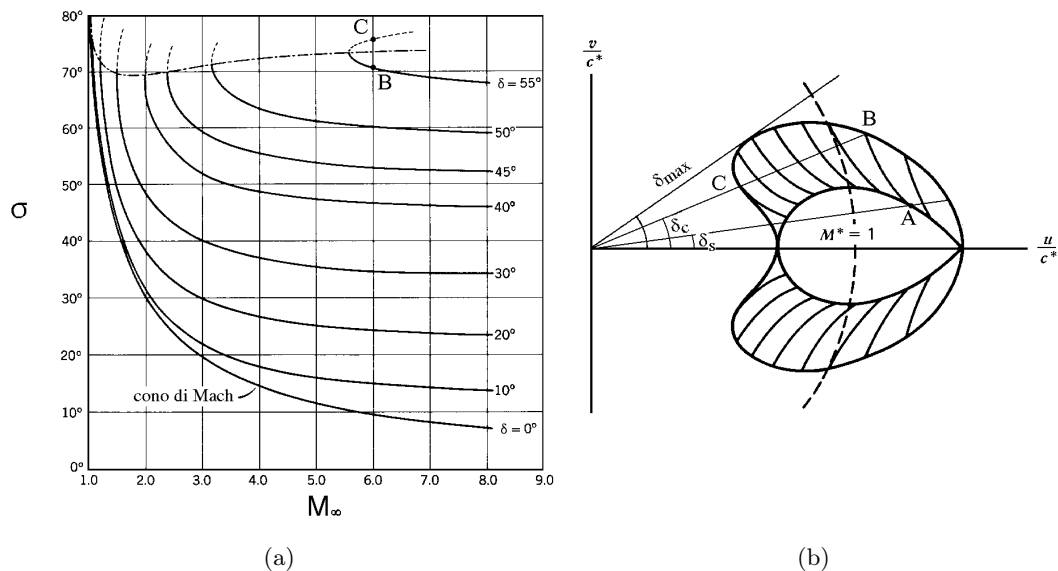 80°
70°
60°
50°
40°
30°
20°
10°
0°
σ
1.0 2.0 3.0 4.0 5.0 6.0 7.0 8.0 9.0
M∞
C
B
δ = 55°
50°
45°
40°
30°
20°
10°
δ = 0°
cono di Mach
(a)
v/c*
B
δmax
C
δc
δs
A
M* = 1
u/c*
(b)